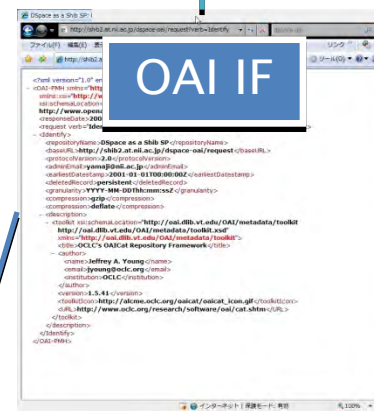 DSpace as a Shib SP: I
http://shib2.at.nii.ac.jp/dspace-oai/request?verb=Identify
ファイル(F) 編集(E)
リンク
http://shib2.at
ツール(O)
OAI IF
<?xml version="1.0"
- <OAI-PMH xmlns="http
http://www.open
<responseDate>200
<request verb="Iden
- <Identify>
<repositoryName>DSpace as a Shib SP</repositoryName>
<baseURL>http://shib2.at.nii.ac.jp/dspace-oai/request</baseURL>
<protocolVersion>2.0</protocolVersion>
<adminEmail>yamaji@nii.ac.jp</adminEmail>
<earliestDatestamp>2001-01-01T00:00:00Z</earliestDatestamp>
<deletedRecord>persistent</deletedRecord>
<granularity>YYYY-MM-DDThh:mm:ssZ</granularity>
<compression>gzip</compression>
<compression>deflate</compression>
- <description>
- <toolkit xsi:schemaLocation="http://oai.dlib.vt.edu/OAI/metadata/toolkit
http://oai.dlib.vt.edu/OAI/metadata/toolkit.xsd"
xmlns="http://oai.dlib.vt.edu/OAI/metadata/toolkit">
<title>OCLC's OAICat Repository Framework</title>
- <author>
<name>Jeffrey A. Young</name>
<email>jyoung@oclc.org</email>
<institution>OCLC</institution>
</author>
<version>1.5.41</version>
<toolkitIcon>http://alcme.oclc.org/oaicat/oaicat_icon.gif</toolkitIcon>
<URL>http://www.oclc.org/research/software/oai/cat.shtm</URL>
</toolkit>
</description>
</Identify>
</OAI-PMH>
インターネット | 保護モード: 有効
100%